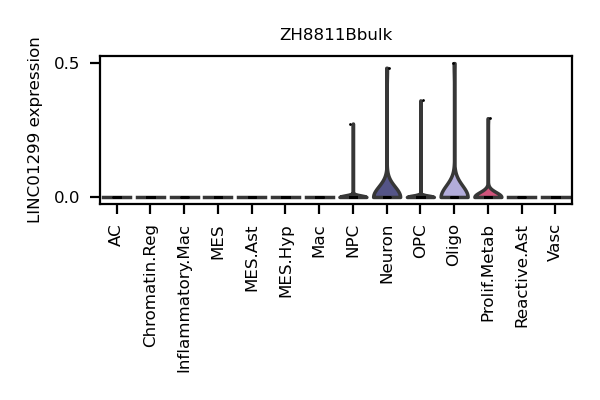 ZH8811Bbulk
LINC01299 expression
0.5
0.0
AC
Chromatin.Reg
Inflammatory.Mac
MES
MES.Ast
MES.Hyp
Mac
NPC
Neuron
OPC
Oligo
Prolif.Metab
Reactive.Ast
Vasc